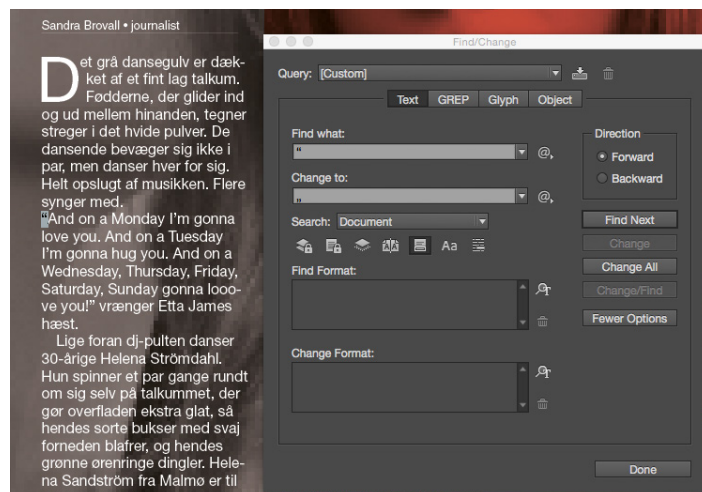 Sandra Brovall • journalist
Det grå dansegulv er dæk-
ket af et fint lag talkum.
Fødderne, der glider ind
og ud mellem hinanden, tegner
streger i det hvide pulver. De
dansende bevæger sig ikke i
par, men danser hver for sig.
Helt opslugt af musikken. Flere
synger med.
“And on a Monday I’m gonna
love you. And on a Tuesday
I’m gonna hug you. And on a
Wednesday, Thursday, Friday,
Saturday, Sunday gonna looo-
ve you!” vrænger Etta James
hæst.
Lige foran dj-pulten danser
30-årige Helena Strömdahl.
Hun spinner et par gange rundt
om sig selv på talkummet, der
gør overfladen ekstra glat, så
hendes sorte bukser med svaj
forneden blafrer, og hendes
grønne ørenringe dingler. Hele-
na Sandström fra Malmø er til
Find/Change
Query: [Custom]
Text GREP Glyph Object
Find what:
“
@,
Change to:
„
@,
Search: Document
Aa
Find Format:
Change Format:
Direction
Forward
Backward
Find Next
Change
Change All
Change/Find
Fewer Options
Done